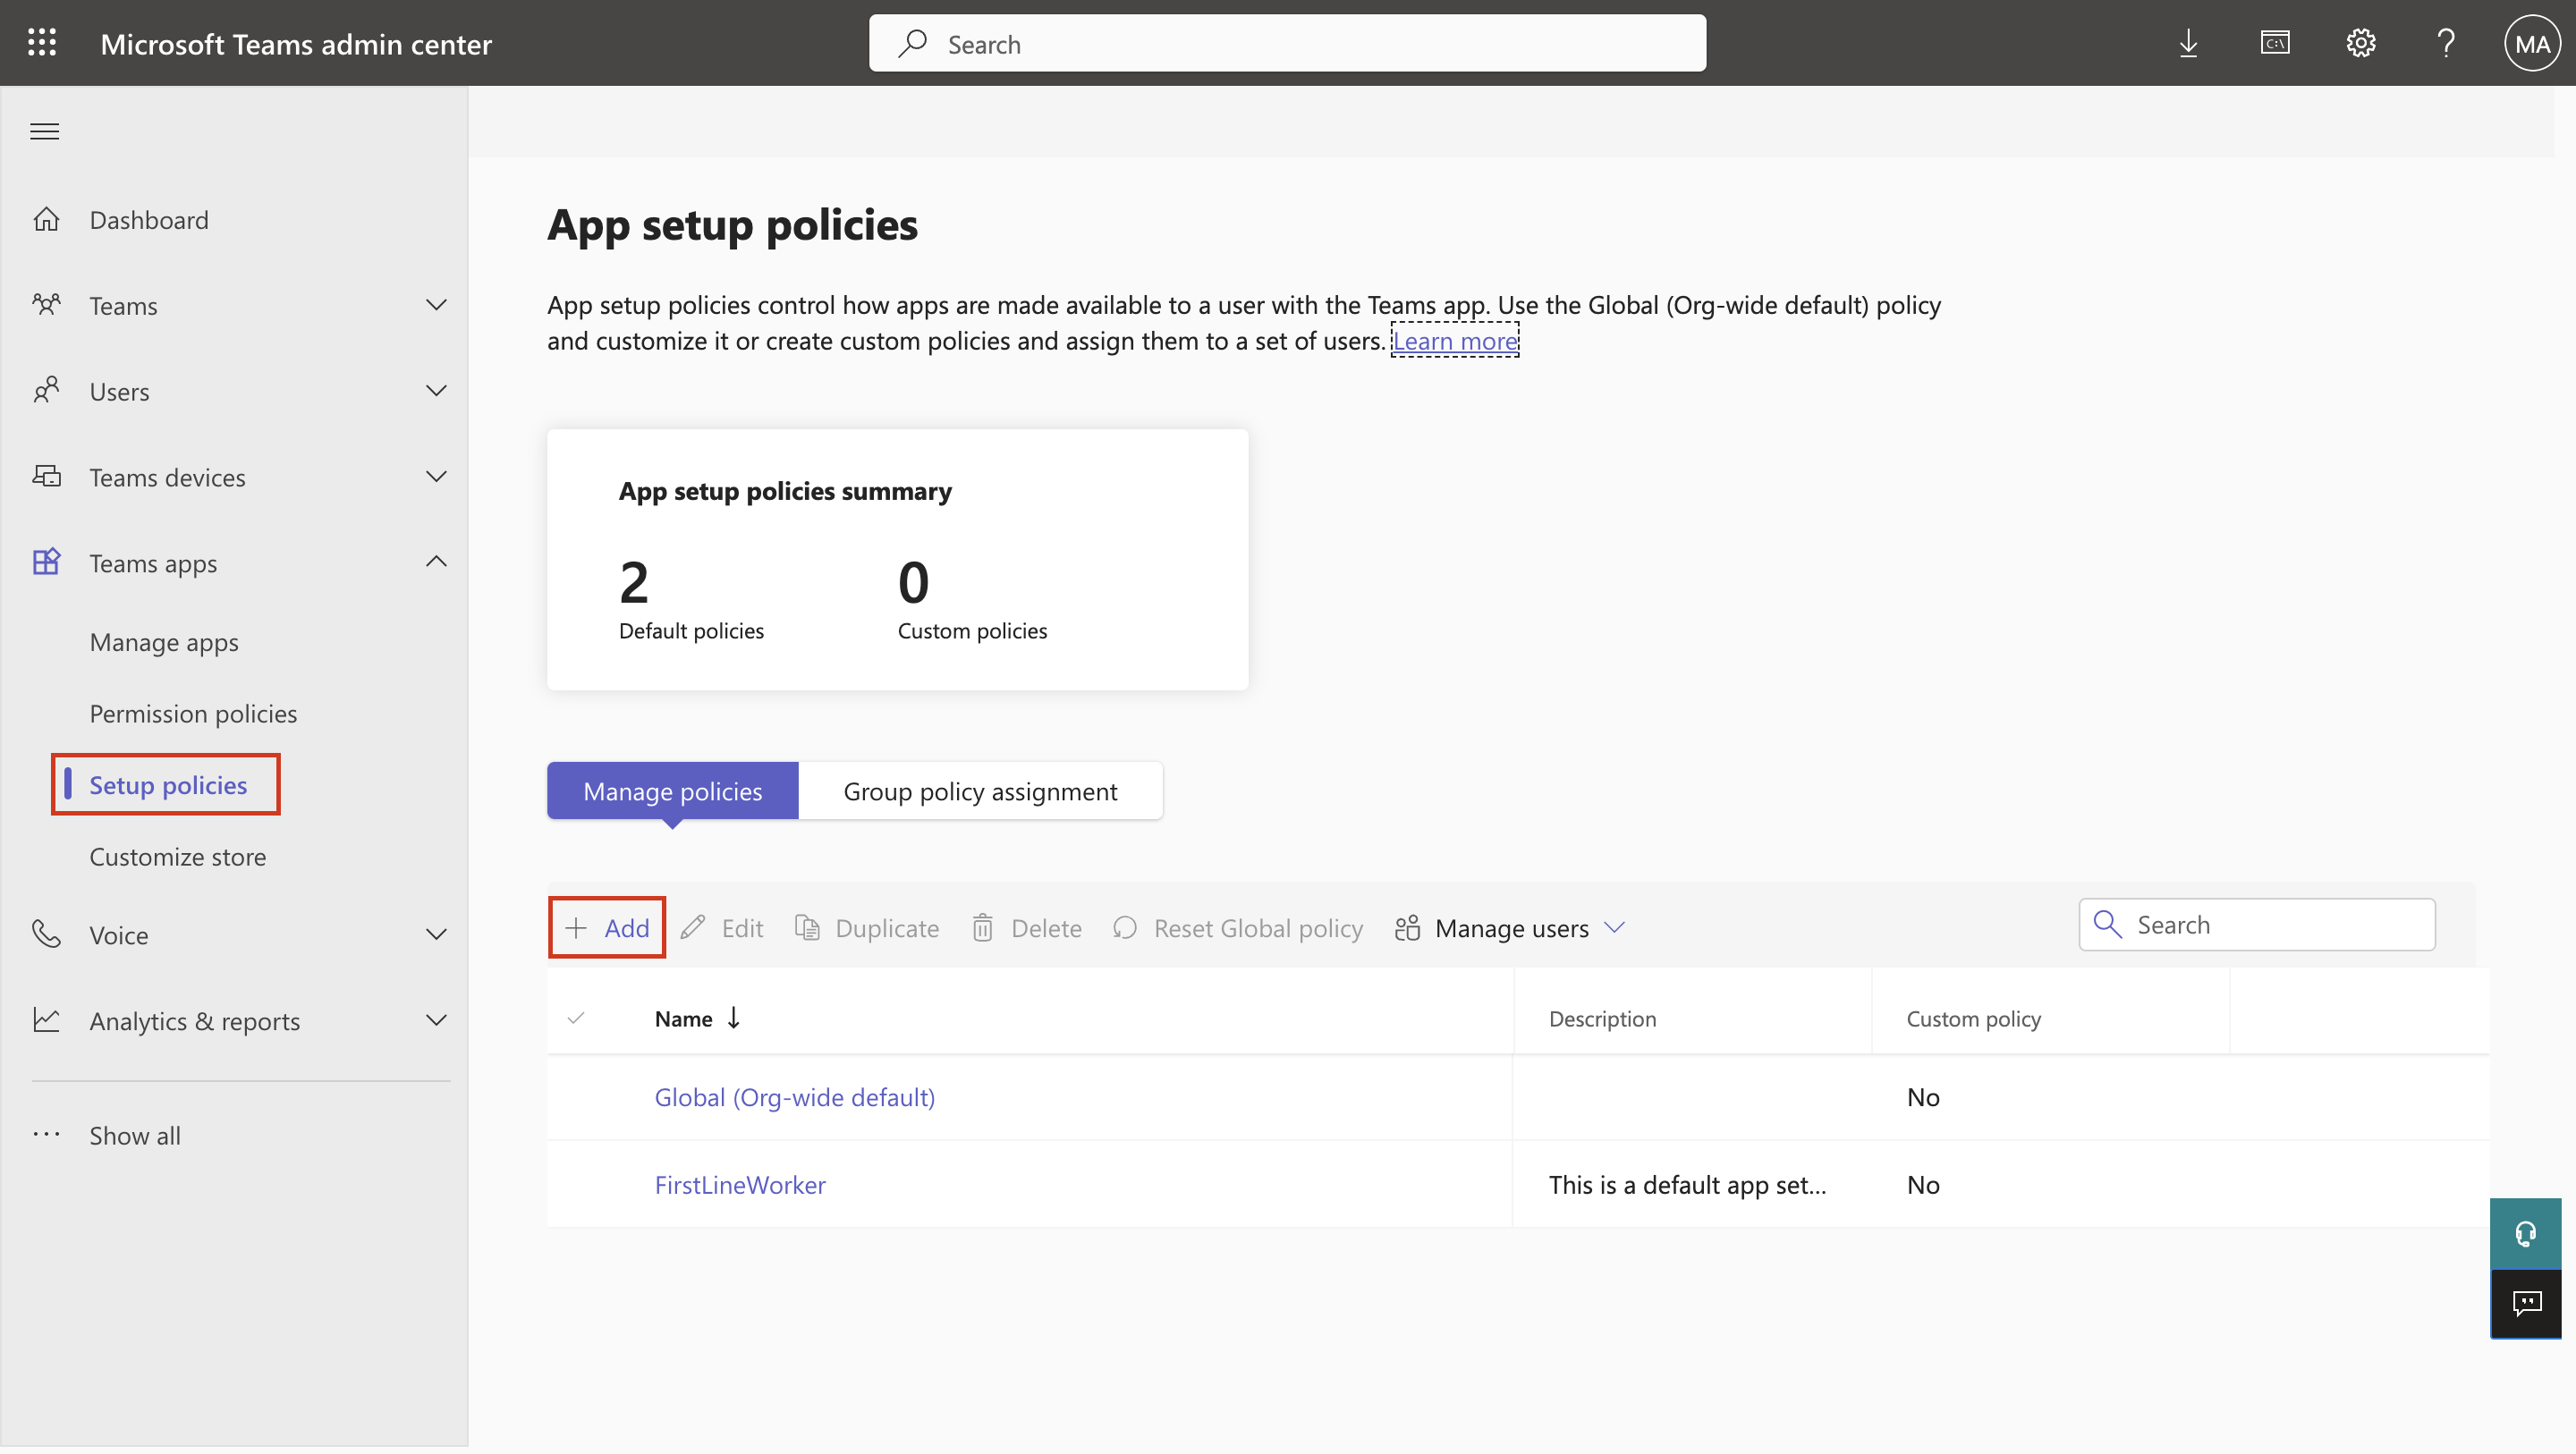 Microsoft Teams admin center
Search
MA
Dashboard
Teams
Users
Teams devices
Teams apps
Manage apps
Permission policies
Setup policies
Customize store
Voice
Analytics & reports
Show all
App setup policies
App setup policies control how apps are made available to a user with the Teams app. Use the Global (Org-wide default) policy
and customize it or create custom policies and assign them to a set of users. Learn more
App setup policies summary
2 0
Default policies Custom policies
Manage policies Group policy assignment
Add Edit Duplicate Delete Reset Global policy Manage users Search
Name Description Custom policy
Global (Org-wide default) No
FirstLineWorker This is a default app set... No